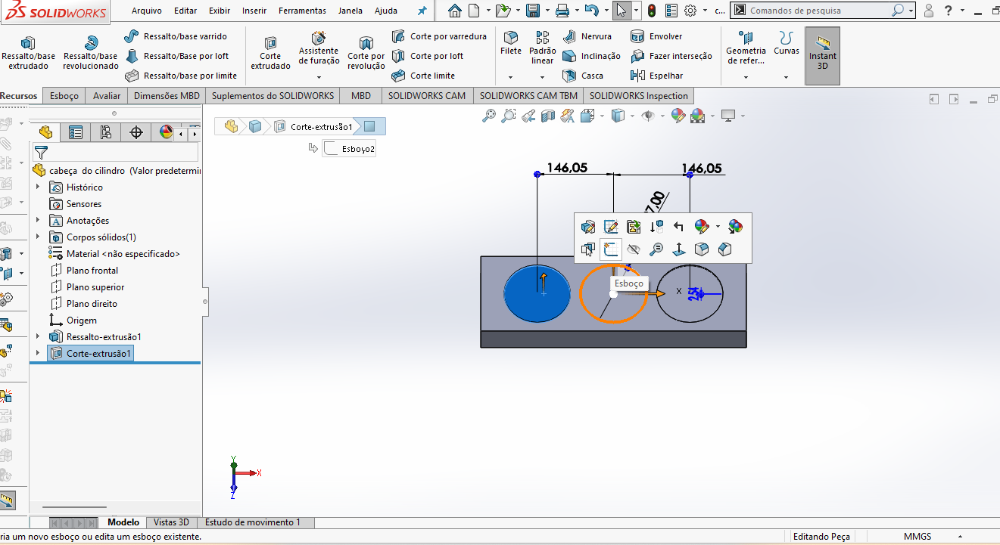 SOLIDWORKS
Arquivo Editar Exibir Inserir Ferramentas Janela Ajuda
c...
Comandos de pesquisa
Ressalto/base extrudado
Ressalto/base revolucionado
Ressalto/base varrido
Ressalto/base por loft
Ressalto/base por limite
Corte extrudado
Assistente de furação
Corte por revolução
Corte por varredura
Corte por loft
Corte limite
Filete
Padrão linear
Nervura
Inclinação
Casca
Envolver
Fazer interseção
Espelhar
Geometria de refer...
Curvas
Instant 3D
Recursos Esboço Avaliar Dimensões MBD Suplementos do SOLIDWORKS MBD SOLIDWORKS CAM SOLIDWORKS CAM TBM SOLIDWORKS Inspection
Corte-extrusão1
Esboço2
cabeça do cilindro (Valor predetermi
Histórico
Sensores
Anotações
Corpos sólidos(1)
Material <não especificado>
Plano frontal
Plano superior
Plano direito
Origem
Ressalto-extrusão1
Corte-extrusão1
146,05
146,05
7,00
Esboço
X
Y
X
Z
Modelo Vistas 3D Estudo de movimento 1
ria um novo esboço ou edita um esboço existente.
Editando Peça
MMGS